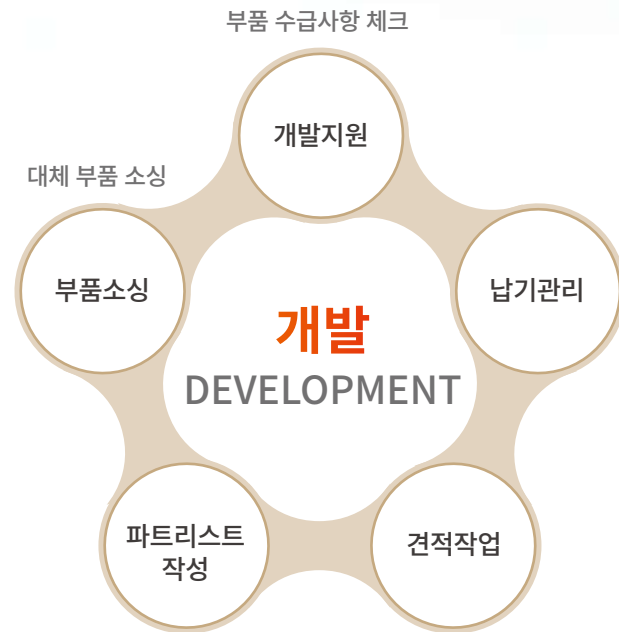 부품 수급사항 체크
개발지원
대체 부품 소싱
부품소싱
납기관리
개발
DEVELOPMENT
파트리스트
작성
견적작업